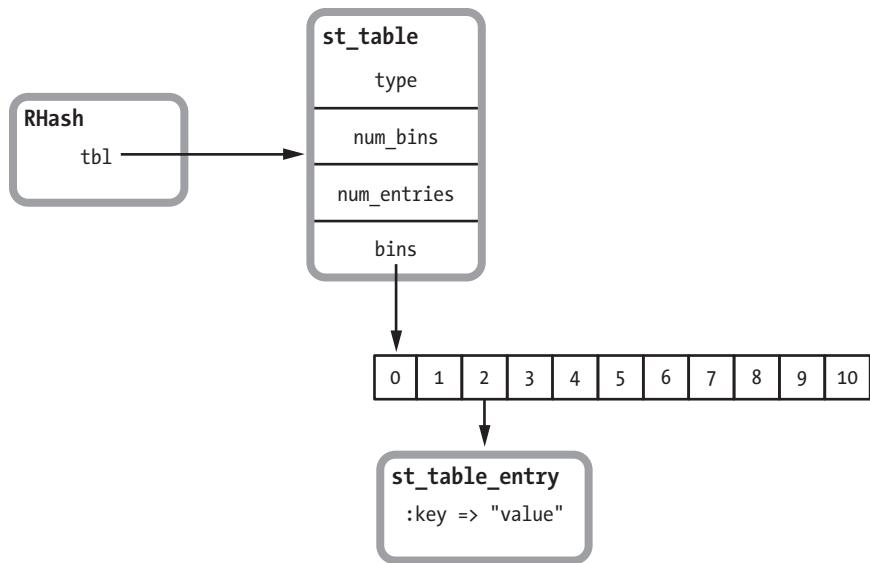 st_table
type
RHash
tbl
num_bins
num_entries
bins
0 1 2 3 4 5 6 7 8 9 10
st_table_entry
:key => "value"